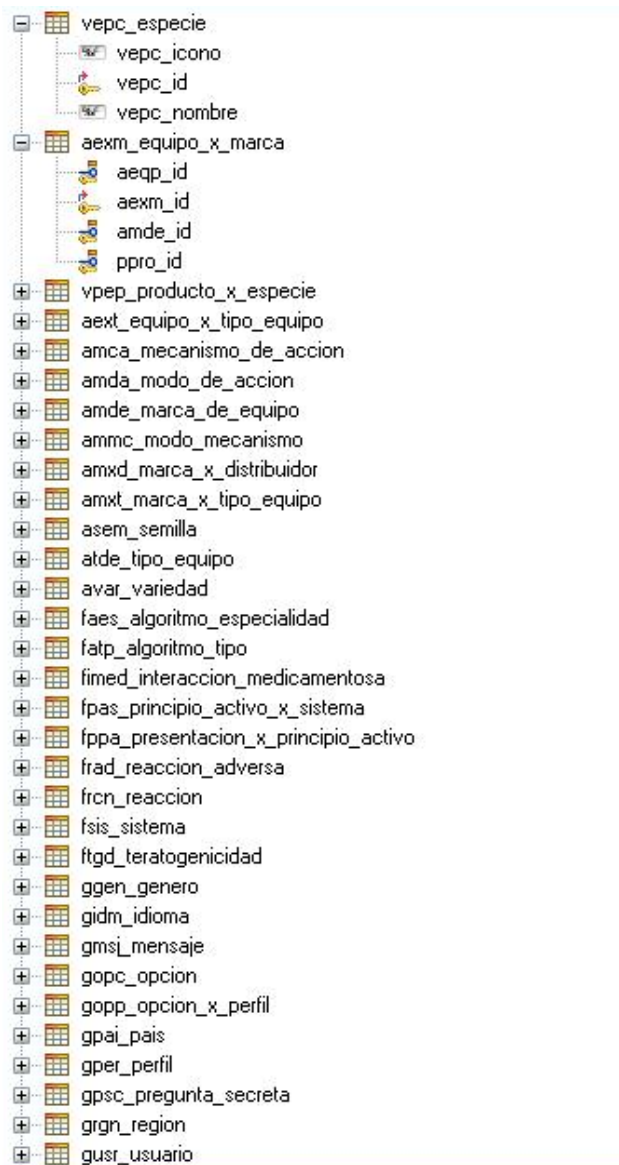 vepc_especie
vepc_icono
vepc_id
vepc_nombre
aexm_equipo_x_marca
aeqp_id
aexm_id
amde_id
ppro_id
vpep_producto_x_especie
aext_equipo_x_tipo_equipo
amca_mecanismo_de_accion
amda_modo_de_accion
amde_marca_de_equipo
ammc_modo_mecanismo
amxd_marca_x_distribuidor
amxt_marca_x_tipo_equipo
asem_semilla
atde_tipo_equipo
avar_variedad
faes_algoritmo_especialidad
fatp_algoritmo_tipo
fimed_interaccion_medicamentosa
fpas_principio_activo_x_sistema
fppa_presentacion_x_principio_activo
frad_reaccion_adversa
frcn_reaccion
fsis_sistema
ftgd_teratogenicidad
ggen_genero
gidm_idioma
gmsj_mensaje
gopc_opcion
gopp_opcion_x_perfil
gpai_pais
gper_perfil
gpsc_pregunta_secreta
grgn_region
gusr_usuario